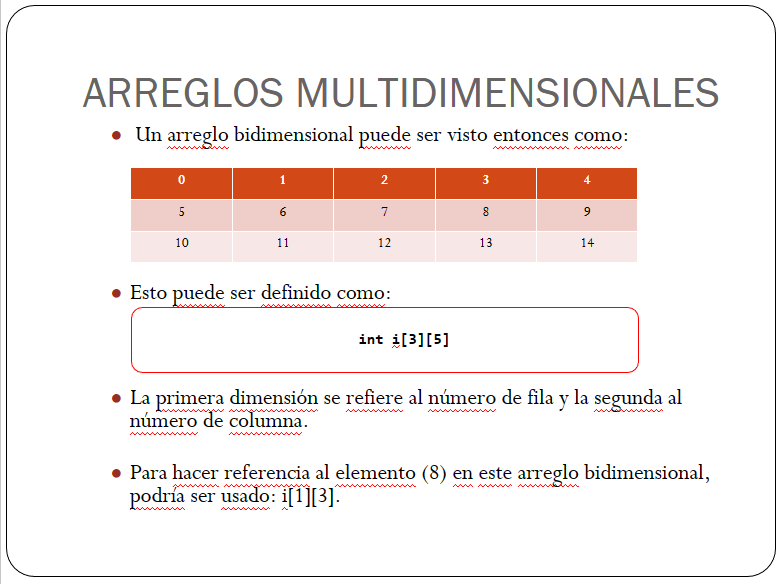 ARREGLOS MULTIDIMENSIONALES
• Un arreglo bidimensional puede ser visto entonces como:
0 1 2 3 4
5 6 7 8 9
10 11 12 13 14
• Esto puede ser definido como:
int i[3][5]
• La primera dimensión se refiere al número de fila y la segunda al
número de columna.
• Para hacer referencia al elemento (8) en este arreglo bidimensional,
podría ser usado: i[1][3].